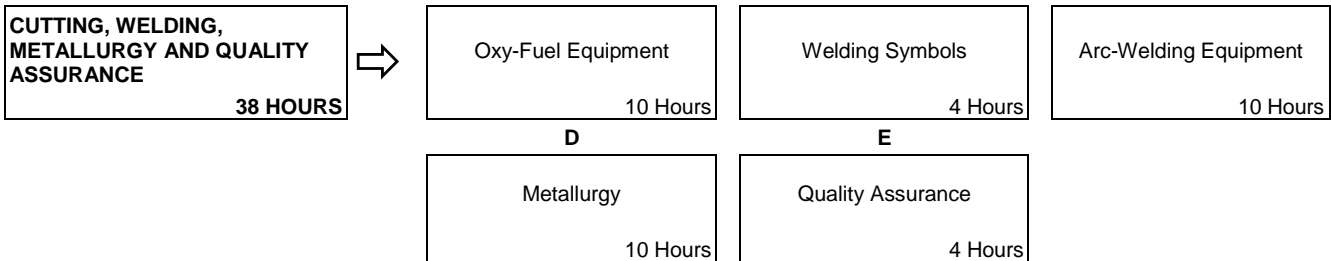 CUTTING, WELDING,
METALLURGY AND QUALITY
ASSURANCE
38 HOURS
Oxy-Fuel Equipment
10 Hours
Welding Symbols
4 Hours
Arc-Welding Equipment
10 Hours
D
Metallurgy
10 Hours
E
Quality Assurance
4 Hours